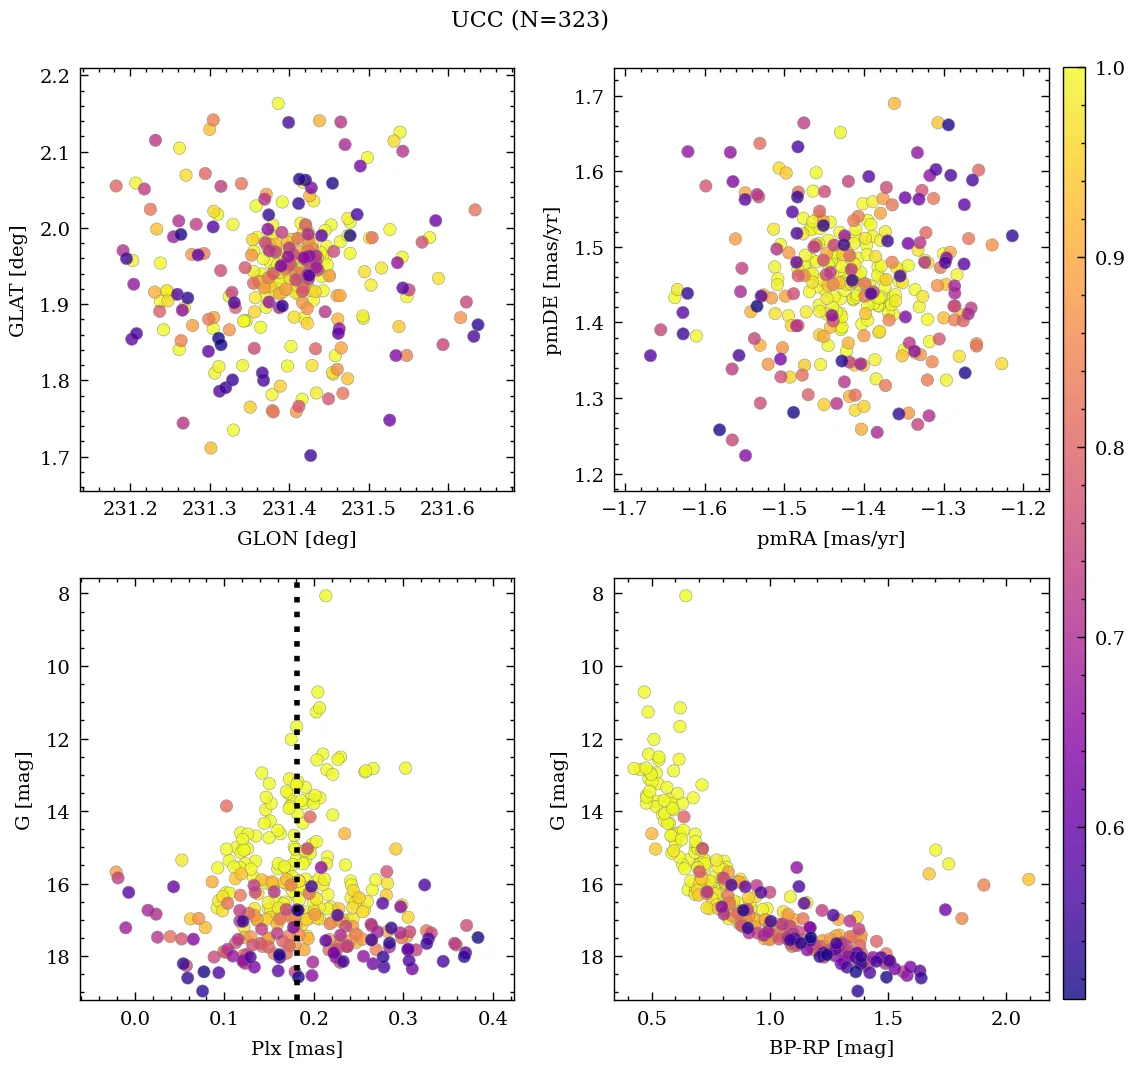 UCC (N=323)
2.2
2.1
2.0
1.9
1.8
1.7
GLAT [deg]
231.2 231.3 231.4 231.5 231.6
GLON [deg]
1.7
1.6
1.5
1.4
1.3
1.2
pmDE [mas/yr]
−1.7 −1.6 −1.5 −1.4 −1.3 −1.2
pmRA [mas/yr]
1.0
0.9
0.8
0.7
0.6
8
10
12
14
16
18
G [mag]
0.0 0.1 0.2 0.3 0.4
Plx [mas]
8
10
12
14
16
18
G [mag]
0.5 1.0 1.5 2.0
BP-RP [mag]